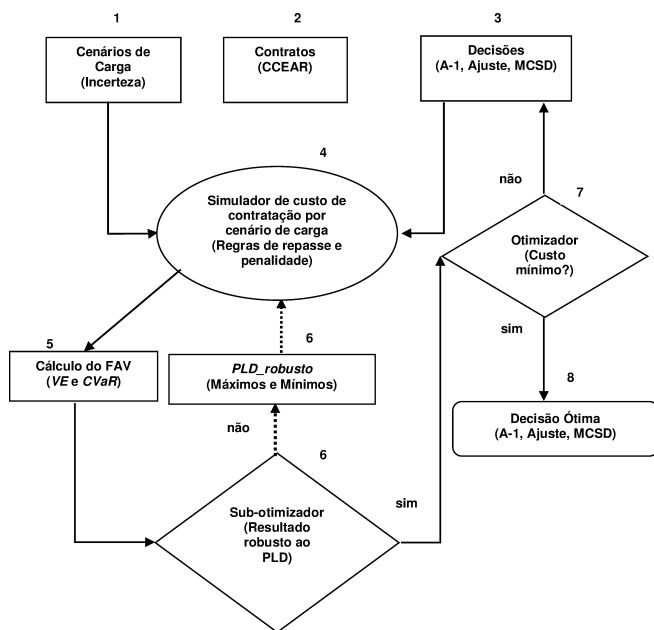 1
2
3
Cenários de
Carga
(Incerteza)
Contratos
(CCEAR)
Decisões
(A-1, Ajuste, MCSD)
4
Simulador de custo de
contratação por
cenário de carga
(Regras de repasse e
penalidade)
não
7
Otimizador
(Custo
mínimo?)
sim
5
Cálculo do FAV
(VE e CVaR)
6
PLD_robusto
(Máximos e Mínimos)
8
Decisão Ótima
(A-1, Ajuste, MCSD)
não
6
Sub-otimizador
(Resultado
robusto ao
PLD)
sim